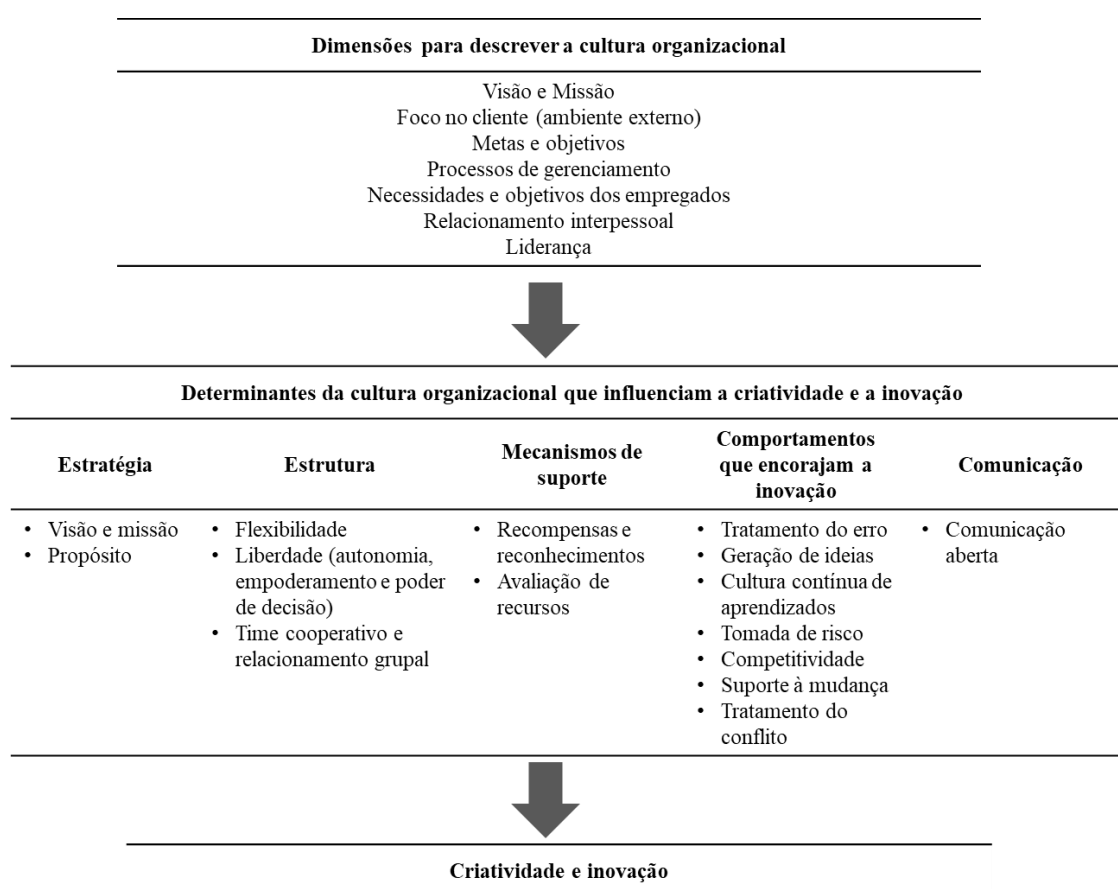 Dimensões para descrever a cultura organizacional
Visão e Missão
Foco no cliente (ambiente externo)
Metas e objetivos
Processos de gerenciamento
Necessidades e objetivos dos empregados
Relacionamento interpessoal
Liderança
Determinantes da cultura organizacional que influenciam a criatividade e a inovação
Estratégia
• Visão e missão
• Propósito
Estrutura
• Flexibilidade
• Liberdade (autonomia,
empoderamento e poder
de decisão)
• Time cooperativo e
relacionamento grupal
Mecanismos de
suporte
• Recompensas e
reconhecimentos
• Avaliação de
recursos
Comportamentos
que encorajam a
inovação
• Tratamento do erro
• Geração de ideias
• Cultura contínua de
aprendizados
• Tomada de risco
• Competitividade
• Suporte à mudança
• Tratamento do
conflito
Comunicação
• Comunicação
aberta
Criatividade e inovação